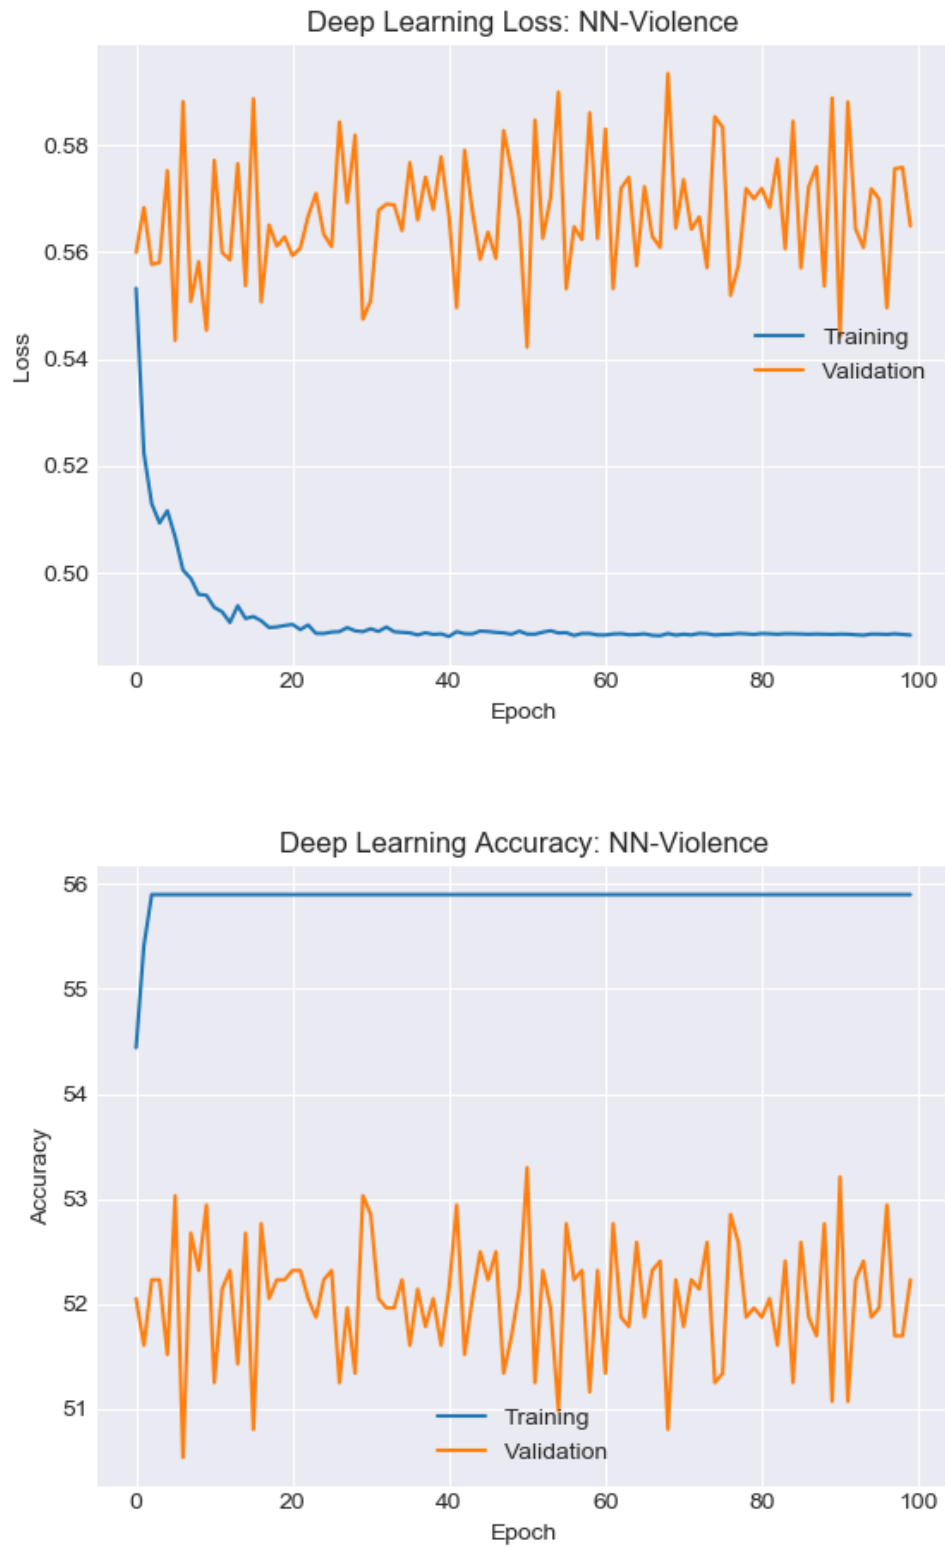 Deep Learning Loss: NN-Violence
0.58
0.56
0.54
0.52
0.50
Loss
Training
Validation
0 20 40 60 80 100
Epoch
Deep Learning Accuracy: NN-Violence
56
55
54
53
52
51
Accuracy
Training
Validation
0 20 40 60 80 100
Epoch